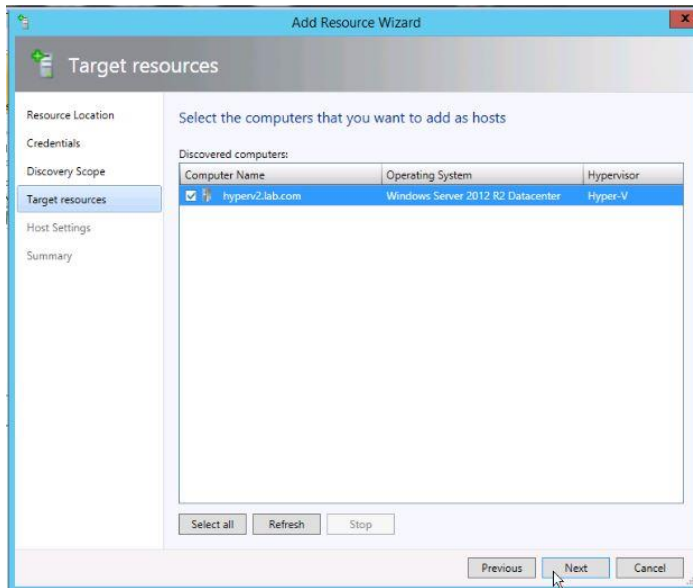 Add Resource Wizard
x
Target resources
Resource Location
Credentials
Discovery Scope
Target resources
Host Settings
Summary
Select the computers that you want to add as hosts
Discovered computers:
Computer Name Operating System Hypervisor
hyperv2.lab.com Windows Server 2012 R2 Datacenter Hyper-V
Select all Refresh Stop
Previous Next Cancel